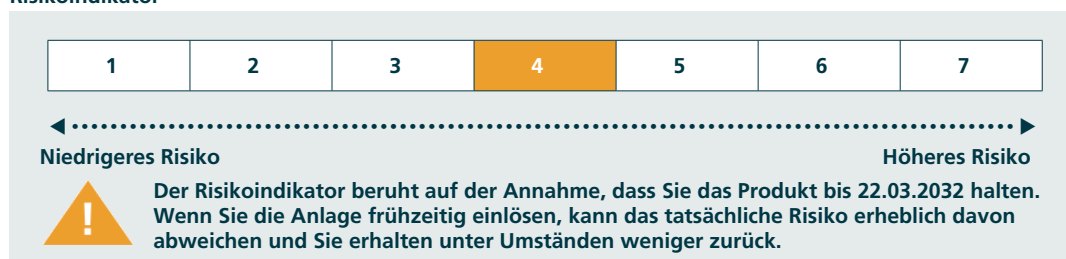 Risikoindikator
1 2 3 4 5 6 7
Niedrigeres Risiko Höheres Risiko
! Der Risikoindikator beruht auf der Annahme, dass Sie das Produkt bis 22.03.2032 halten.
Wenn Sie die Anlage frühzeitig einlösen, kann das tatsächliche Risiko erheblich davon
abweichen und Sie erhalten unter Umständen weniger zurück.